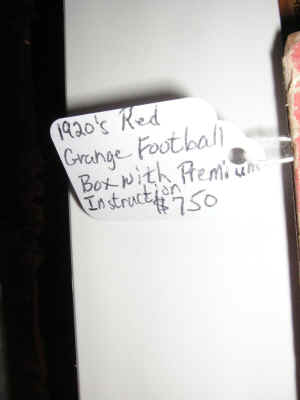 1920's Red
Grange Football
Box with Premium
Instruction
$750